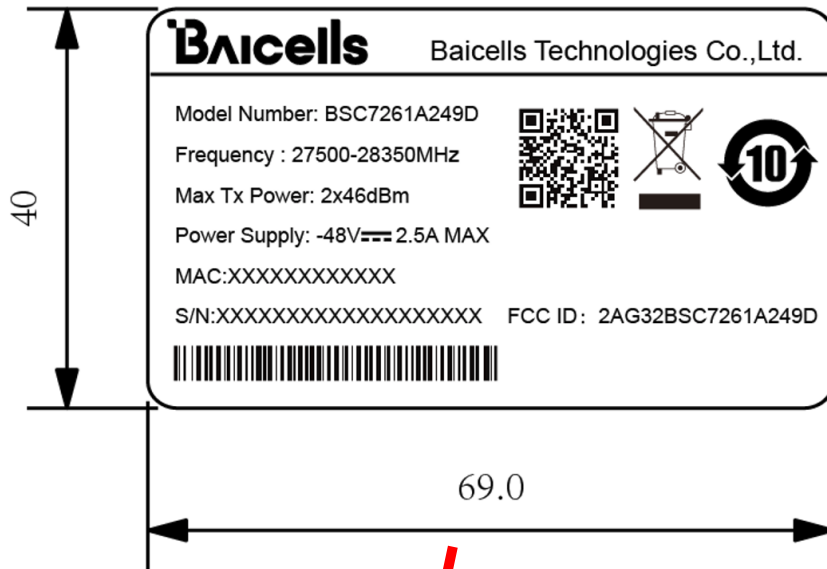 Baicells
Baicells Technologies Co.,Ltd.
Model Number: BSC7261A249D
Frequency : 27500-28350MHz
Max Tx Power: 2x46dBm
Power Supply: -48V⎓2.5A MAX
MAC:XXXXXXXXXXXX
S/N:XXXXXXXXXXXXXXXXXXX
FCC ID： 2AG32BSC7261A249D
10
40
69.0